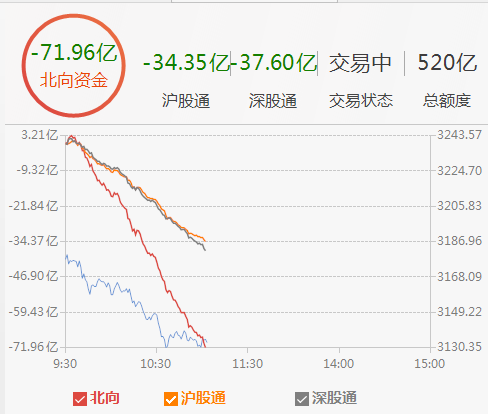 -71.96亿
北向资金
-34.35亿 -37.60亿 交易中 520亿
沪股通 深股通 交易状态 总额度
3.21亿 3243.57
-9.32亿 3224.70
-21.84亿 3205.83
-34.37亿 3186.96
-46.90亿 3168.09
-59.43亿 3149.22
-71.96亿 3130.35
9:30 10:30 11:30 14:00 15:00
北向 沪股通 深股通